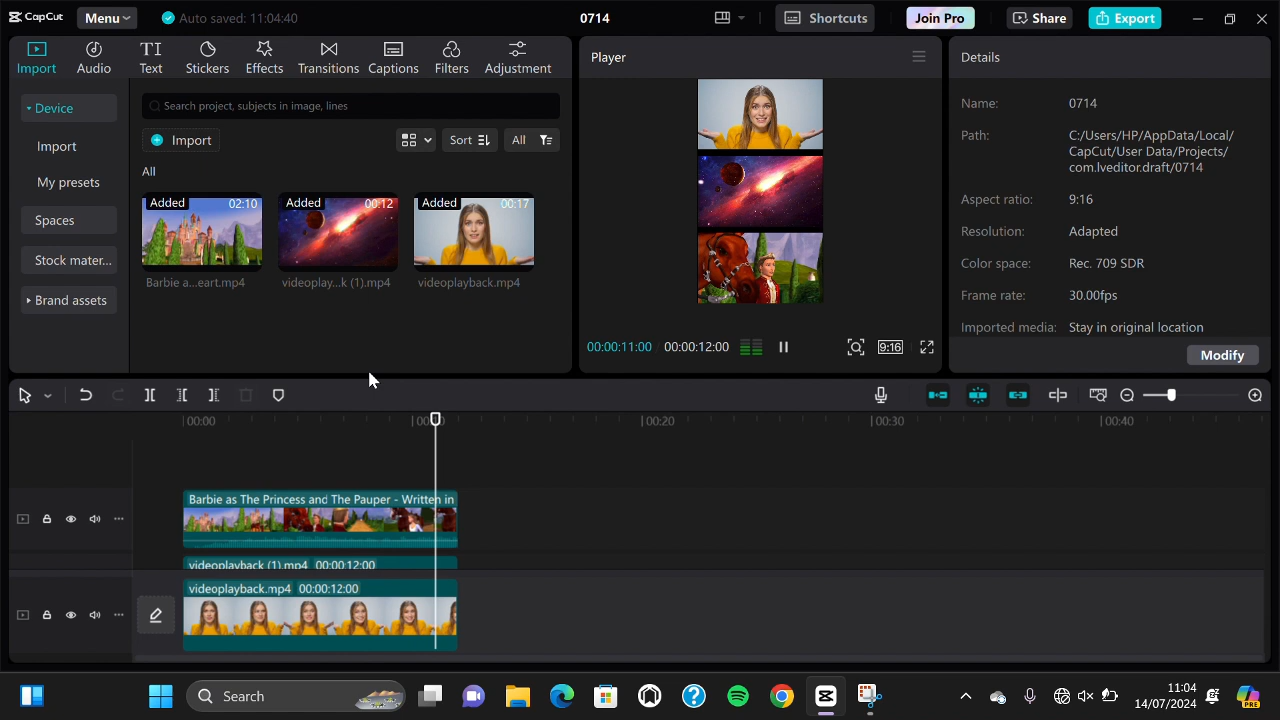 CapCut
Menu
Auto saved: 11:04:40
0714
Shortcuts
Join Pro
Share
Export
Import
Audio
TI
Text
Stickers
Effects
Transitions
Captions
Filters
Adjustment
Player
Details
Device
Import
My presets
Spaces
Stock mater...
Brand assets
Search project, subjects in image, lines
Import
Sort
All
All
Added 02:10
Added 00:12
Added 00:17
Barbie a...eart.mp4
videoplay...k (1).mp4
videoplayback.mp4
00:00:11:00
00:00:12:00
9:16
Name: 0714
Path: C:/Users/HP/AppData/Local/
CapCut/User Data/Projects/
com.lveditor.draft/0714
Aspect ratio: 9:16
Resolution: Adapted
Color space: Rec. 709 SDR
Frame rate: 30.00fps
Imported media: Stay in original location
Modify
00:00
00:20
00:30
00:40
Barbie as The Princess and The Pauper - Written in
videoplayback (1).mp4 00:00:12:00
videoplayback.mp4 00:00:12:00
Search
11:04
14/07/2024
PRE